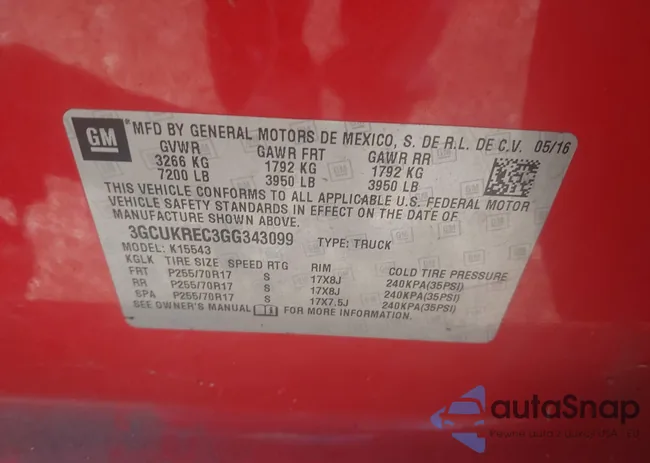 GM
*MFD BY GENERAL MOTORS DE MEXICO, S. DE R.L. DE C.V. 05/16
GVWR GAWR FRT GAWR RR
3266 KG 1792 KG 1792 KG
7200 LB 3950 LB 3950 LB
THIS VEHICLE CONFORMS TO ALL APPLICABLE U.S. FEDERAL MOTOR
VEHICLE SAFETY STANDARDS IN EFFECT ON THE DATE OF
MANUFACTURE SHOWN ABOVE.
3GCUKREC3GG343099 TYPE: TRUCK
MODEL: K15543
KGLK TIRE SIZE SPEED RTG RIM COLD TIRE PRESSURE
FRT P255/70R17 S 17X8J 240KPA(35PSI)
RR P255/70R17 S 17X8J 240KPA(35PSI)
SPA P255/70R17 S 17X7.5J 240KPA(35PSI)
SEE OWNER'S MANUAL FOR MORE INFORMATION.
autaSnap